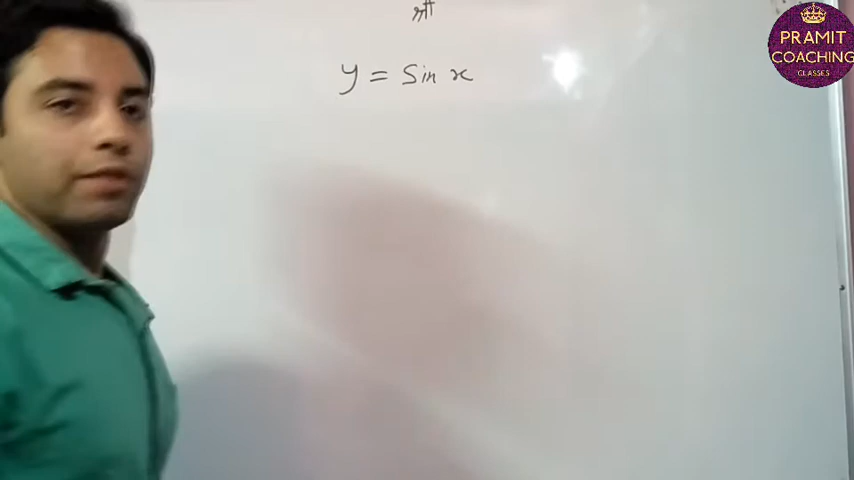 y = Sin x
PRAMIT
COACHING
CLASSES